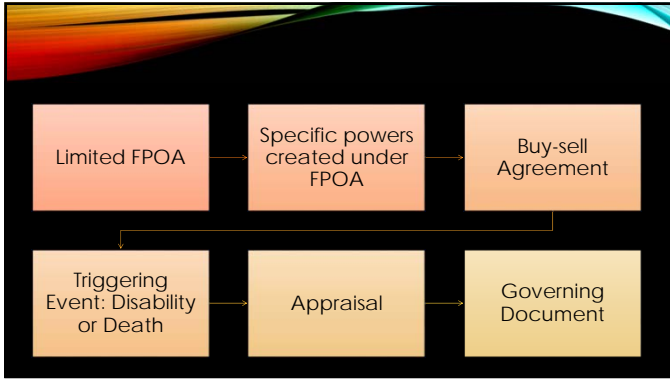 Limited FPOA
Specific powers
created under
FPOA
Buy-sell
Agreement
Triggering
Event: Disability
or Death
Appraisal
Governing
Document